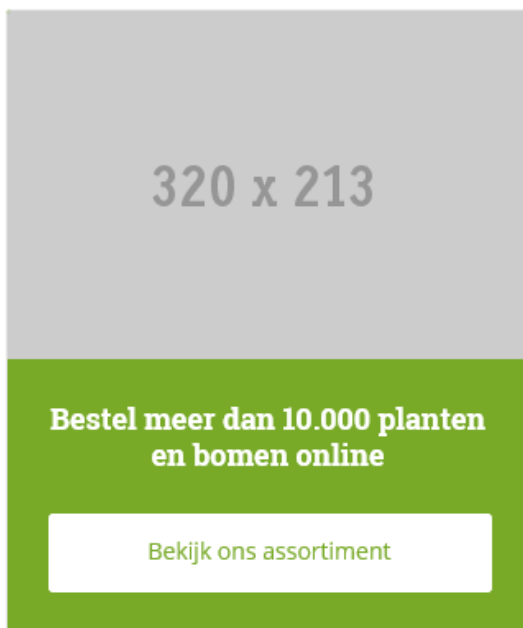 320 x 213
Bestel meer dan 10.000 planten
en bomen online
Bekijk ons assortiment